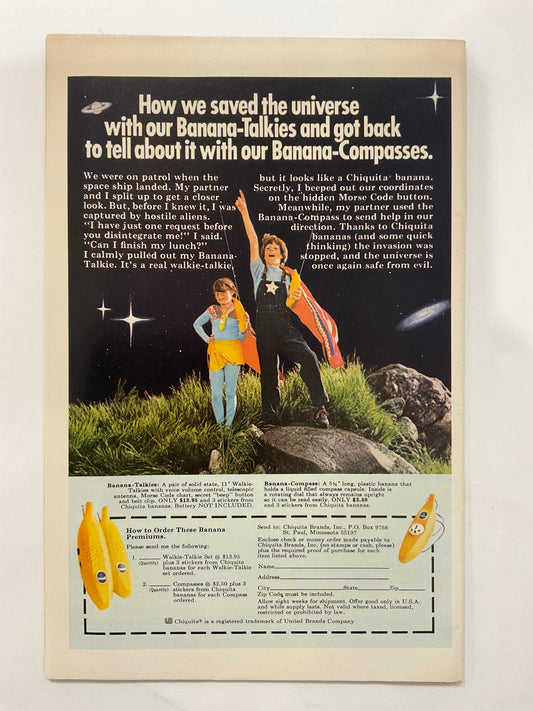 How we saved the universe
with our Banana-Talkies and got back
to tell about it with our Banana-Compasses.
We were on patrol when the
space ship landed. My partner
and I split up to get a closer
look. But, before I knew it, I was
captured by hostile aliens.
"I have just one request before
you disintegrate me!" I said.
"Can I finish my lunch?"
I calmly pulled out my Banana-
Talkie. It's a real walkie-talkie,
but it looks like a Chiquita® banana.
Secretly, I beeped out our coordinates
on the hidden Morse Code button.
Meanwhile, my partner used the
Banana-Compass to send help in our
direction. Thanks to Chiquita
bananas (and some quick
thinking) the invasion was
stopped, and the universe is
once again safe from evil.
Banana-Talkies: A pair of solid state, 11" Walkie-
Talkies with voice volume control, telescopic
antenna, Morse Code chart, secret "beep" button
and belt clip. ONLY $13.95 and 3 stickers from
Chiquita bananas. Battery NOT INCLUDED.
Banana-Compass: A 5¾" long, plastic banana that
holds a liquid filled compass capsule. Inside is
a rotating dial that always remains upright
so it can be read easily. ONLY $2.50
and 3 stickers from Chiquita bananas.
How to Order These Banana
Premiums.
Please send me the following:
1. ______ Walkie-Talkie Set @ $13.95
(Quantity) plus 3 stickers from Chiquita
bananas for each Walkie-Talkie
set ordered.
2. ______ Compasses @ $2.50 plus 3
(Quantity) stickers from Chiquita
bananas for each Compass
ordered.
Send to: Chiquita Brands, Inc., P.O. Box 9756
St. Paul, Minnesota 55197
Enclose check or money order made payable to
Chiquita Brands, Inc. (no stamps or cash, please)
plus the required proof of purchase for each
item listed above.
Name
Address
City State Zip
Zip Code must be included.
Allow eight weeks for shipment. Offer good only in U.S.A.
and while supply lasts. Not valid where taxed, licensed,
restricted or prohibited by law.
Chiquita® is a registered trademark of United Brands Company